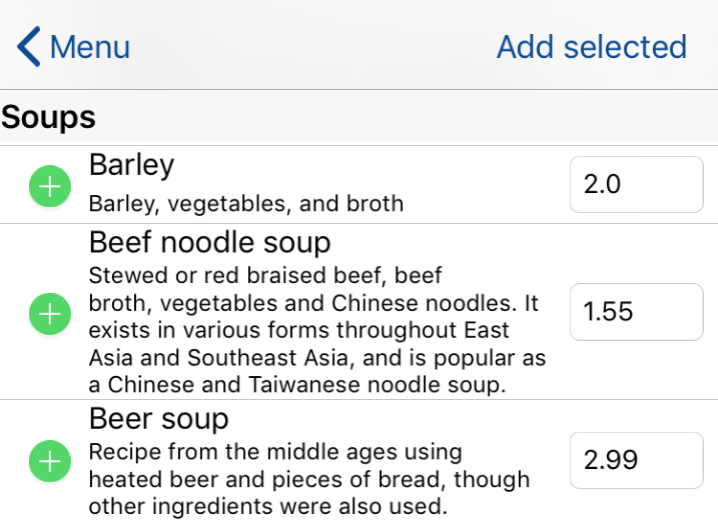 Menu
Add selected
Soups
Barley
Barley, vegetables, and broth
2.0
Beef noodle soup
Stewed or red braised beef, beef
broth, vegetables and Chinese noodles. It
exists in various forms throughout East
Asia and Southeast Asia, and is popular as
a Chinese and Taiwanese noodle soup.
1.55
Beer soup
Recipe from the middle ages using
heated beer and pieces of bread, though
other ingredients were also used.
2.99